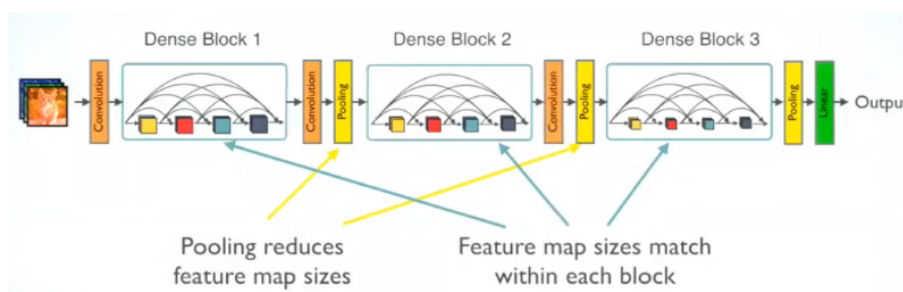 Dense Block 1
Dense Block 2
Dense Block 3
Convolution
Convolution
Pooling
Convolution
Pooling
Pooling
Linear
Output
Pooling reduces
feature map sizes
Feature map sizes match
within each block